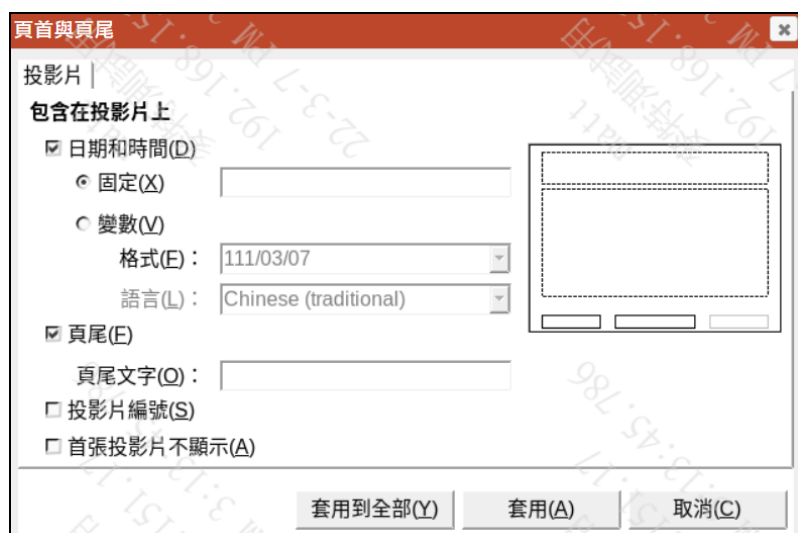 頁首與頁尾
投影片
包含在投影片上
日期和時間(D)
固定(X)
變數(V)
格式(F)： 111/03/07
語言(L)： Chinese (traditional)
頁尾(F)
頁尾文字(O)：
投影片編號(S)
首張投影片不顯示(A)
套用到全部(Y) 套用(A) 取消(C)